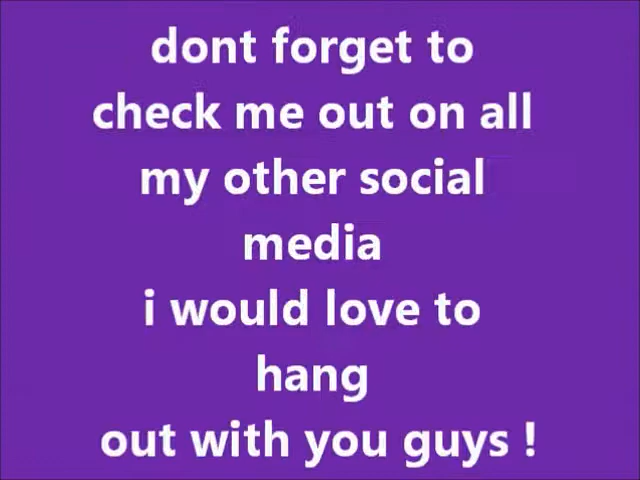 dont forget to
check me out on all
my other social
media
i would love to
hang
out with you guys !